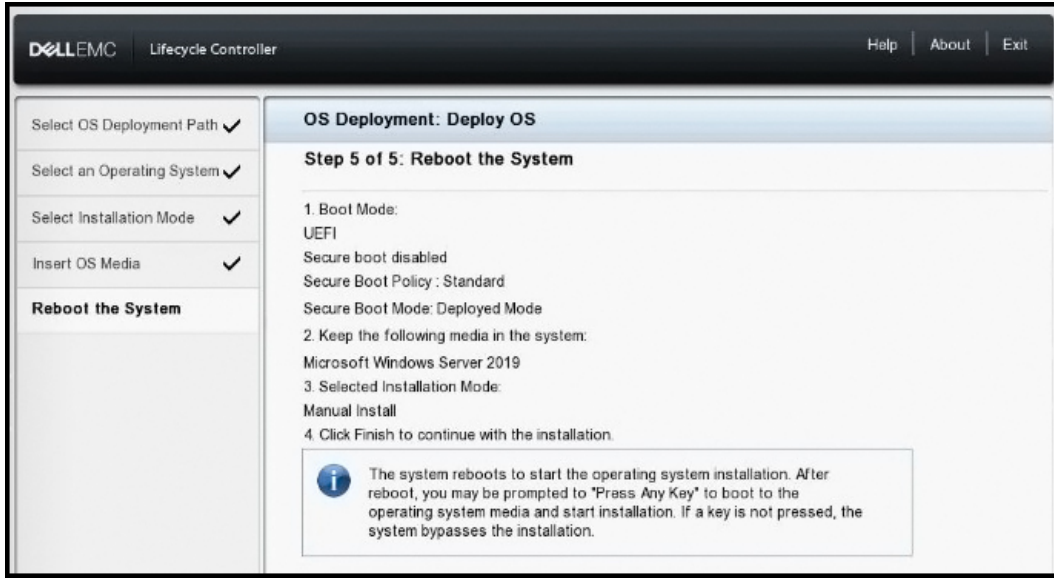 DELLEMC Lifecycle Controller Help About Exit
Select OS Deployment Path
Select an Operating System
Select Installation Mode
Insert OS Media
Reboot the System
OS Deployment: Deploy OS
Step 5 of 5: Reboot the System
1. Boot Mode:
UEFI
Secure boot disabled
Secure Boot Policy : Standard
Secure Boot Mode: Deployed Mode
2. Keep the following media in the system:
Microsoft Windows Server 2019
3. Selected Installation Mode:
Manual Install
4. Click Finish to continue with the installation.
The system reboots to start the operating system installation. After
reboot, you may be prompted to "Press Any Key" to boot to the
operating system media and start installation. If a key is not pressed, the
system bypasses the installation.